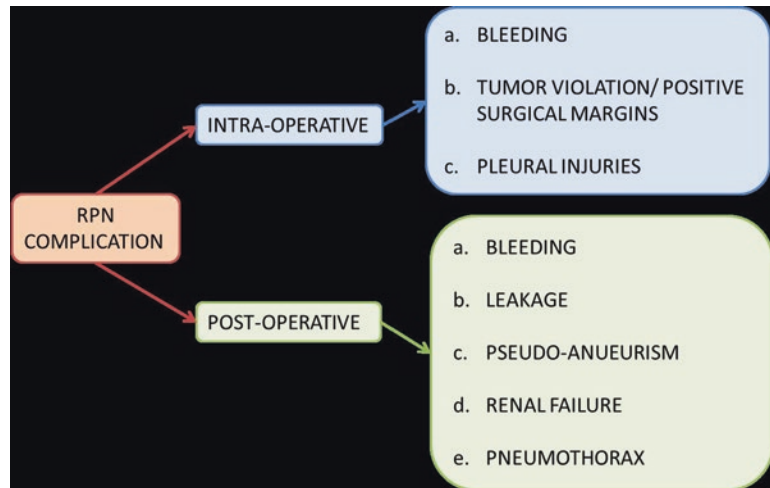 RPN
COMPLICATION
INTRA-OPERATIVE
a. BLEEDING
b. TUMOR VIOLATION/ POSITIVE
SURGICAL MARGINS
c. PLEURAL INJURIES
POST-OPERATIVE
a. BLEEDING
b. LEAKAGE
c. PSEUDO-ANUEURISM
d. RENAL FAILURE
e. PNEUMOTHORAX